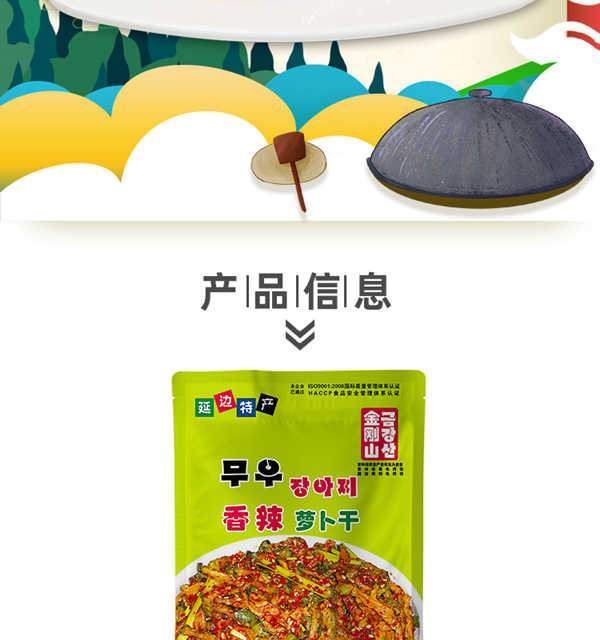 产品信息
延边特产
本企业已通过
ISO9001:2008国标质量管理体系认证
HACCP食品安全管理体系认证
金刚山
금강산
무우 장아찌
香辣 萝卜干